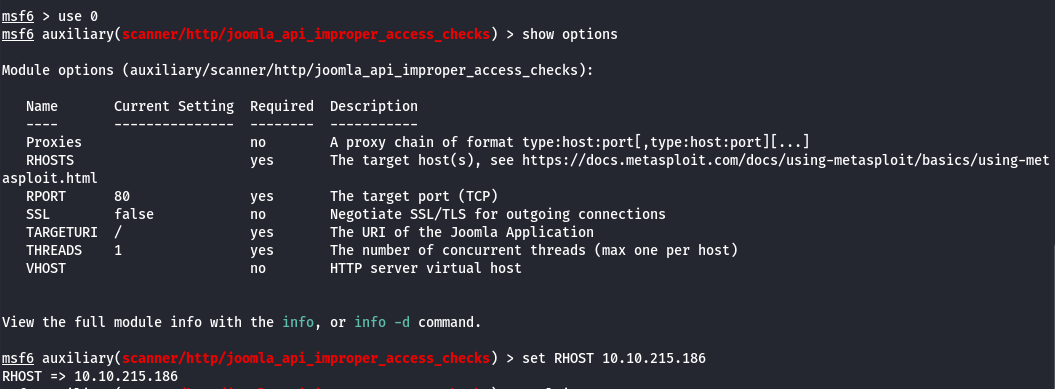 msf6 > use 0
msf6 auxiliary(scanner/http/joomla_api_improper_access_checks) > show options
Module options (auxiliary/scanner/http/joomla_api_improper_access_checks):
Name Current Setting Required Description
---- --------------- -------- -----------
Proxies no A proxy chain of format type:host:port[,type:host:port][...]
RHOSTS yes The target host(s), see https://docs.metasploit.com/docs/using-metasploit/basics/using-met
asploit.html
RPORT 80 yes The target port (TCP)
SSL false no Negotiate SSL/TLS for outgoing connections
TARGETURI / yes The URI of the Joomla Application
THREADS 1 yes The number of concurrent threads (max one per host)
VHOST no HTTP server virtual host
View the full module info with the info, or info -d command.
msf6 auxiliary(scanner/http/joomla_api_improper_access_checks) > set RHOST 10.10.215.186
RHOST => 10.10.215.186